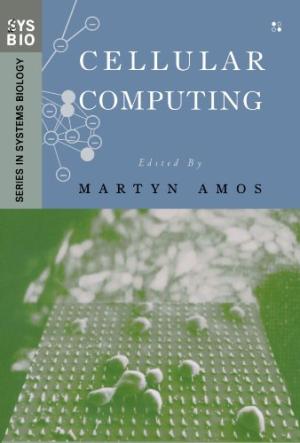 SYS
BIO
SERIES IN SYSTEMS BIOLOGY
CELLULAR
COMPUTING
Edited By
MARTYN AMOS